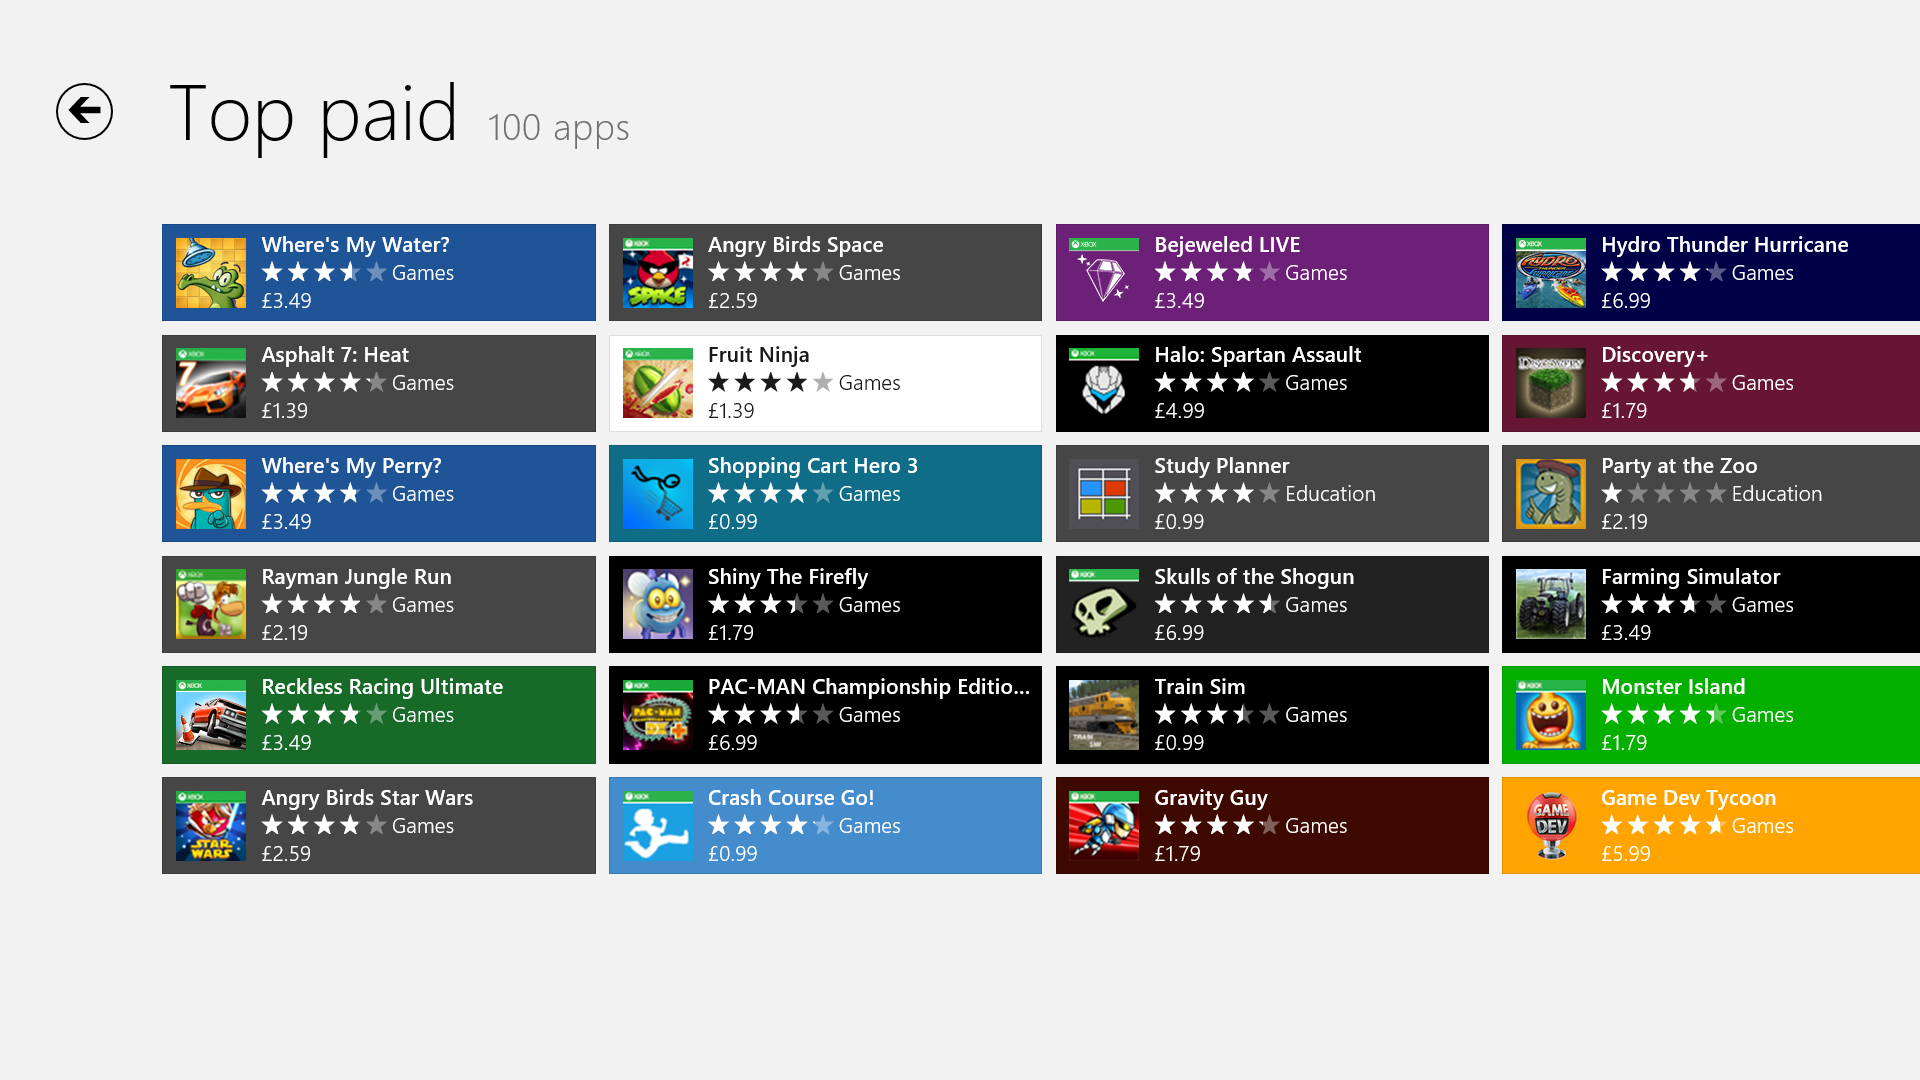 Top paid 100 apps
Where's My Water?
Games
£3.49
Asphalt 7: Heat
Games
£1.39
Where's My Perry?
Games
£3.49
Rayman Jungle Run
Games
£2.19
Reckless Racing Ultimate
Games
£3.49
Angry Birds Star Wars
Games
£2.59
Angry Birds Space
Games
£2.59
Fruit Ninja
Games
£1.39
Shopping Cart Hero 3
Games
£0.99
Shiny The Firefly
Games
£1.79
PAC-MAN Championship Editio...
Games
£6.99
Crash Course Go!
Games
£0.99
Bejeweled LIVE
Games
£3.49
Halo: Spartan Assault
Games
£4.99
Study Planner
Education
£0.99
Skulls of the Shogun
Games
£6.99
Train Sim
Games
£0.99
Gravity Guy
Games
£1.79
Hydro Thunder Hurricane
Games
£6.99
Discovery+
Games
£1.79
Party at the Zoo
Education
£2.19
Farming Simulator
Games
£3.49
Monster Island
Games
£1.79
Game Dev Tycoon
Games
£5.99